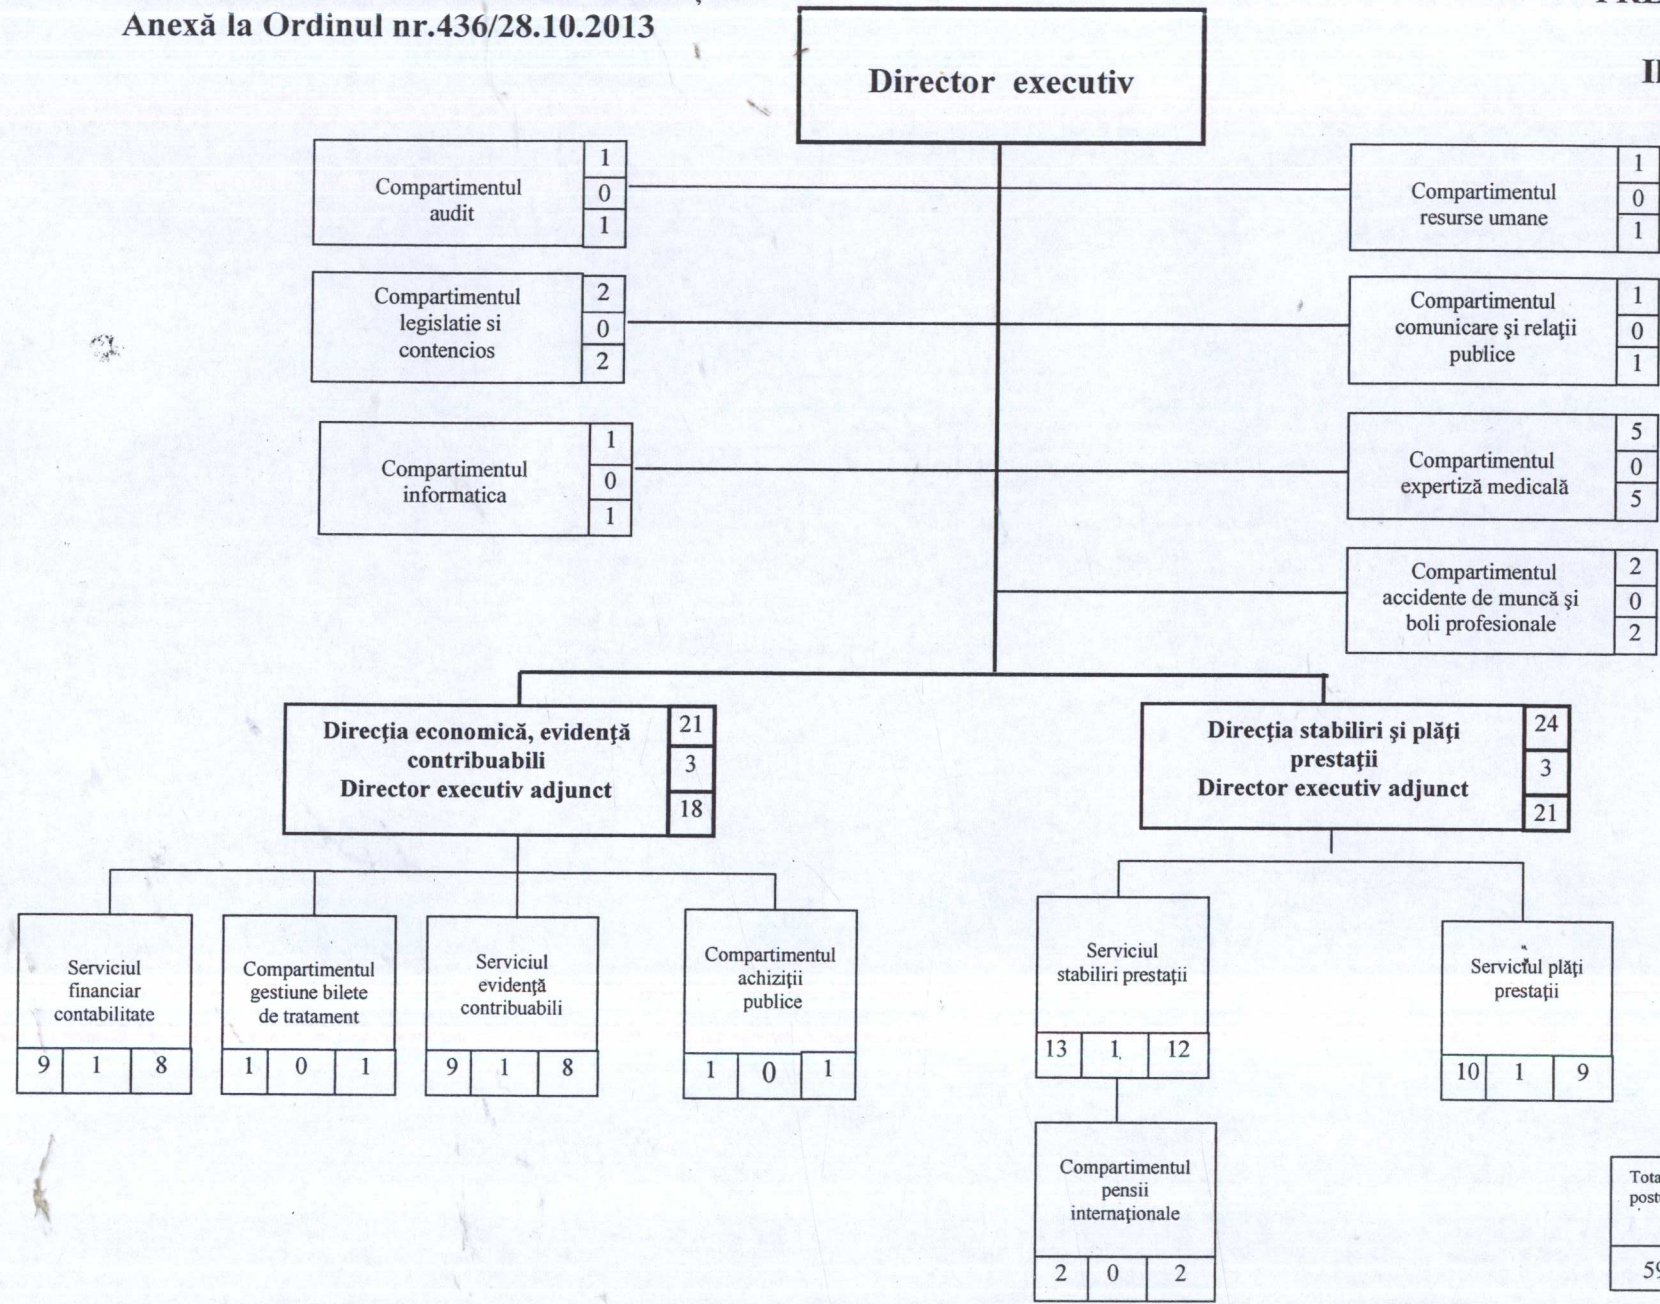 Anexă la Ordinul nr.436/28.10.2013
Director executiv
Compartimentul
audit
1
0
1
Compartimentul
resurse umane
1
0
1
Compartimentul
legislatie si
contencios
2
0
2
Compartimentul
comunicare şi relaţii
publice
1
0
1
Compartimentul
informatica
1
0
1
Compartimentul
expertiză medicală
5
0
5
Compartimentul
accidente de muncă şi
boli profesionale
2
0
2
Direcţia economică, evidenţă
contribuabili
Director executiv adjunct
21
3
18
Direcţia stabiliri şi plăţi
prestaţii
Director executiv adjunct
24
3
21
Serviciul
financiar
contabilitate
9 1 8
Compartimentul
gestiune bilete
de tratament
1 0 1
Serviciul
evidenţă
contribuabili
9 1 8
Compartimentul
achiziţii
publice
1 0 1
Serviciul
stabiliri prestaţii
13 1 12
Serviciul plăţi
prestaţii
10 1 9
Compartimentul
pensii
internaţionale
2 0 2